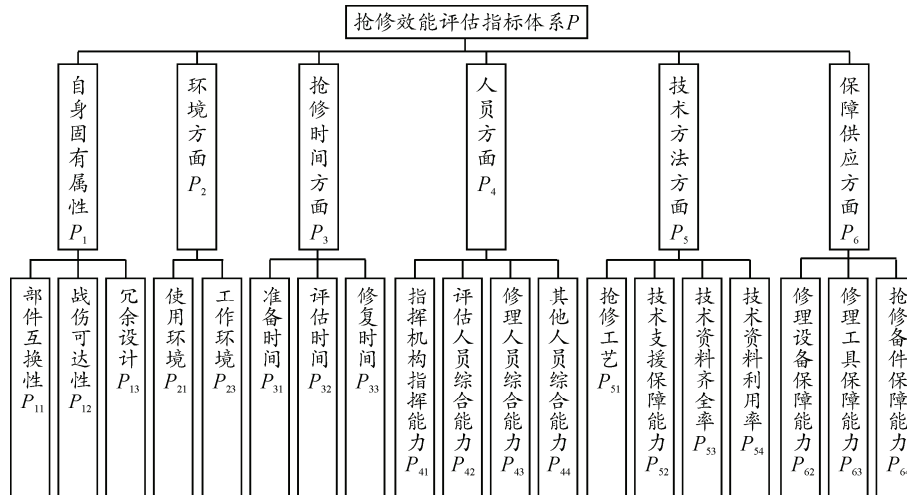 抢修效能评估指标体系P
自身固有属性P1
环境方面P2
抢修时间方面P3
人员方面P4
技术方法方面P5
保障供应方面P6
部件互换性P11
战伤可达性P12
冗余设计P13
使用环境P21
工作环境P23
准备时间P31
评估时间P32
修复时间P33
指挥机构指挥能力P41
评估人员综合能力P42
修理人员综合能力P43
其他人员综合能力P44
抢修工艺P51
技术支援保障能力P52
技术资料齐全率P53
技术资料利用率P54
修理设备保障能力P62
修理工具保障能力P63
抢修备件保障能力P64